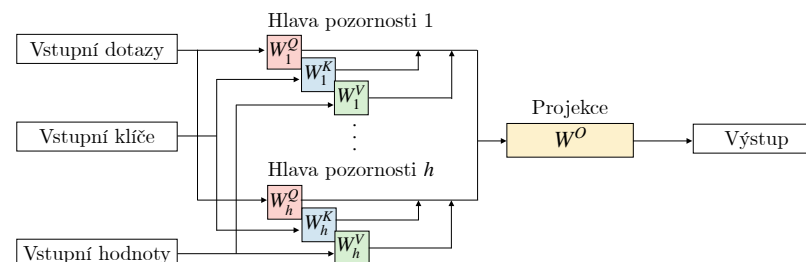 Hlava pozornosti 1
Vstupní dotazy
W_1^Q
W_1^K
W_1^V
Vstupní klíče
Projekce
W^O
Výstup
Hlava pozornosti h
W_h^Q
W_h^K
W_h^V
Vstupní hodnoty